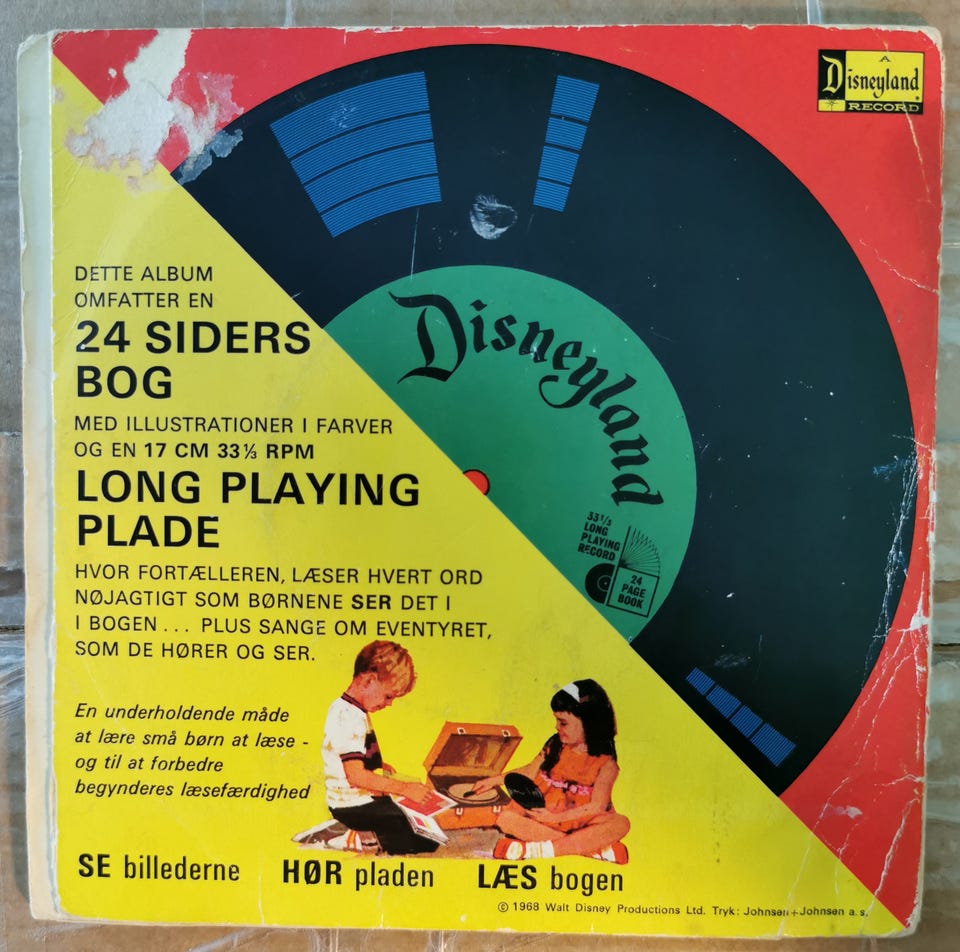 A
Disneyland
RECORD
DETTE ALBUM
OMFATTER EN
24 SIDERS
BOG
MED ILLUSTRATIONER I FARVER
OG EN 17 CM 33⅓ RPM
LONG PLAYING
PLADE
HVOR FORTÆLLEREN, LÆSER HVERT ORD
NØJAGTIGT SOM BØRNENE SER DET I
I BOGEN ... PLUS SANGE OM EVENTYRET,
SOM DE HØRER OG SER.
Disneyland
33⅓
LONG
PLAYING
RECORD
24
PAGE
BOOK
En underholdende måde
at lære små børn at læse -
og til at forbedre
begynderes læsefærdighed
SE billederne HØR pladen LÆS bogen
© 1968 Walt Disney Productions Ltd. Tryk: Johnsen+Johnsen a.s.